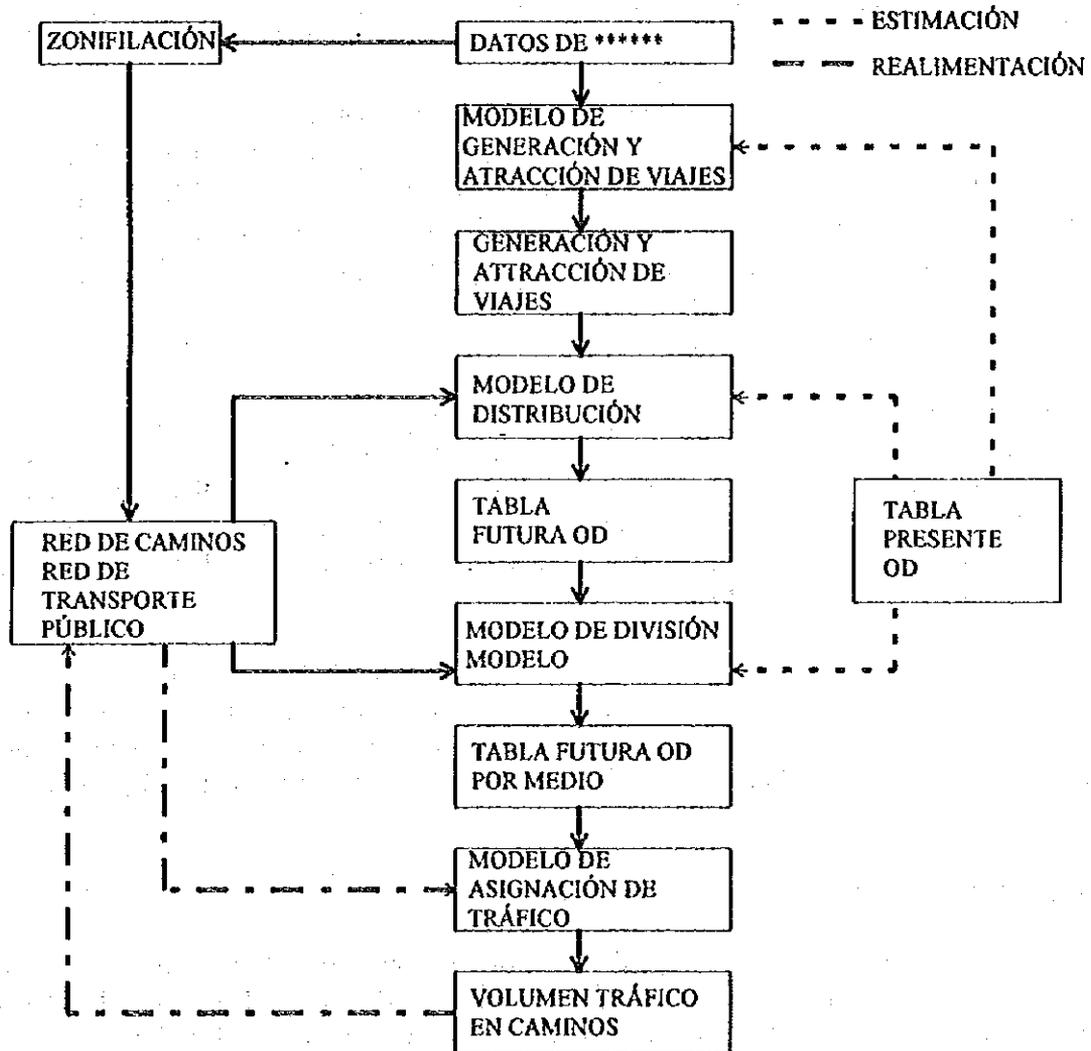 ESTIMACIÓN
REALIMENTACIÓN
ZONIFILACIÓN
DATOS DE ******
MODELO DE
GENERACIÓN Y
ATRACCIÓN DE VIAJES
GENERACIÓN Y
ATTRACCIÓN DE
VIAJES
MODELO DE
DISTRIBUCIÓN
TABLA
FUTURA OD
TABLA
PRESENTE
OD
RED DE CAMINOS
RED DE
TRANSPORTE
PÚBLICO
MODELO DE DIVISIÓN
MODELO
TABLA FUTURA OD
POR MEDIO
MODELO DE
ASIGNACIÓN DE
TRÁFICO
VOLUMEN TRÁFICO
EN CAMINOS